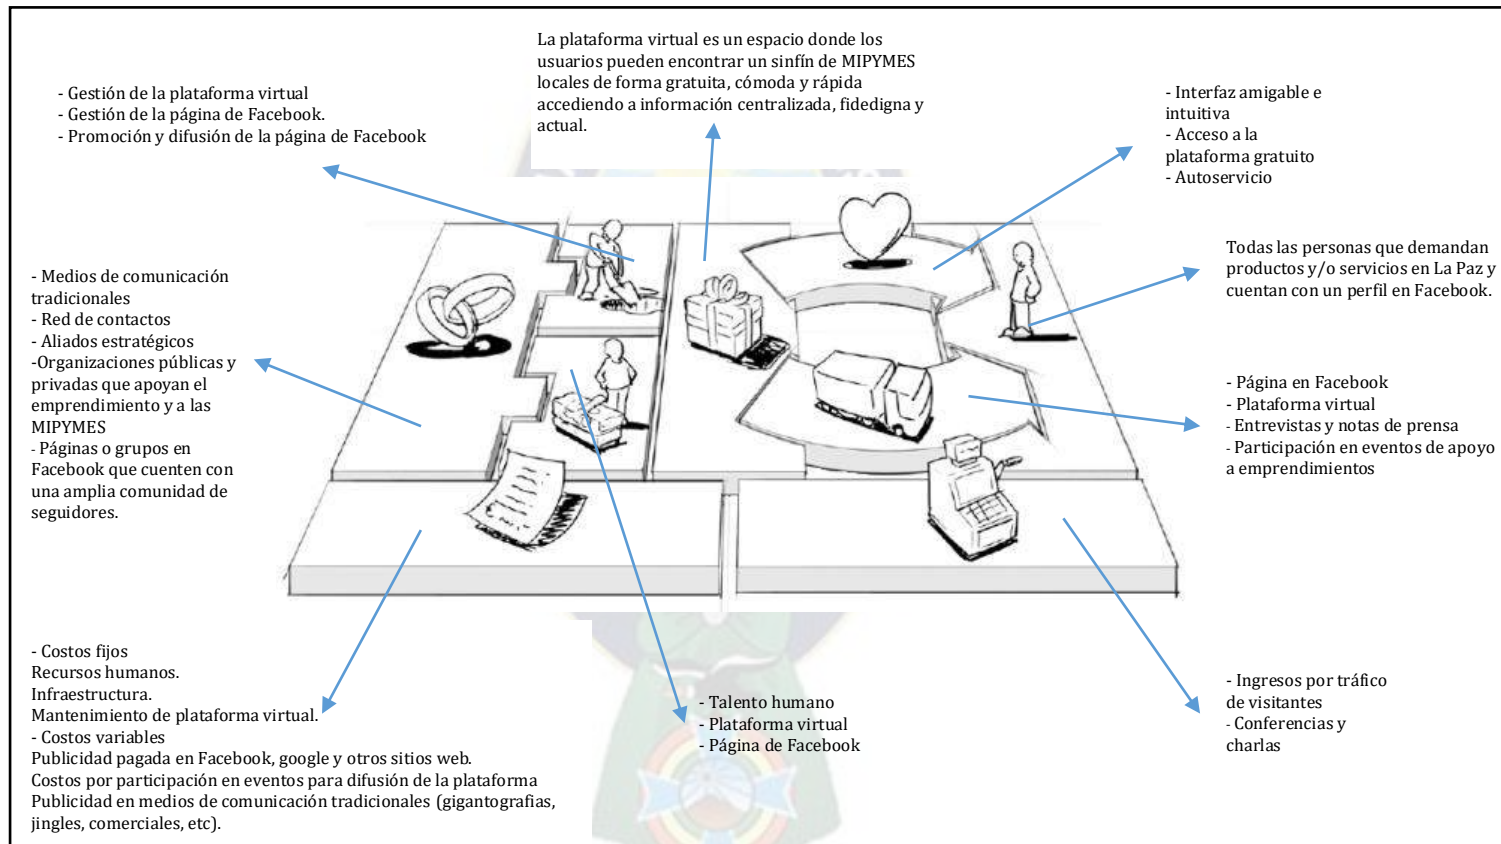 La plataforma virtual es un espacio donde los
usuarios pueden encontrar un sinfín de MIPYMES
locales de forma gratuita, cómoda y rápida
accediendo a información centralizada, fidedigna y
actual.
- Gestión de la plataforma virtual
- Gestión de la página de Facebook.
- Promoción y difusión de la página de Facebook
- Interfaz amigable e
intuitiva
- Acceso a la
plataforma gratuito
- Autoservicio
- Medios de comunicación
tradicionales
- Red de contactos
- Aliados estratégicos
-Organizaciones públicas y
privadas que apoyan el
emprendimiento y a las
MIPYMES
- Páginas o grupos en
Facebook que cuenten con
una amplia comunidad de
seguidores.
Todas las personas que demandan
productos y/o servicios en La Paz y
cuentan con un perfil en Facebook.
- Página en Facebook
- Plataforma virtual
- Entrevistas y notas de prensa
- Participación en eventos de apoyo
a emprendimientos
- Costos fijos
Recursos humanos.
Infraestructura.
Mantenimiento de plataforma virtual.
- Costos variables
Publicidad pagada en Facebook, google y otros sitios web.
Costos por participación en eventos para difusión de la plataforma
Publicidad en medios de comunicación tradicionales (gigantografias,
jingles, comerciales, etc).
- Talento humano
- Plataforma virtual
- Página de Facebook
- Ingresos por tráfico
de visitantes
- Conferencias y
charlas